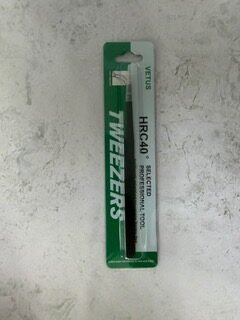 VETUS
HRC40°
SELECTED
PROFESSIONAL TOOL
TWEEZERS